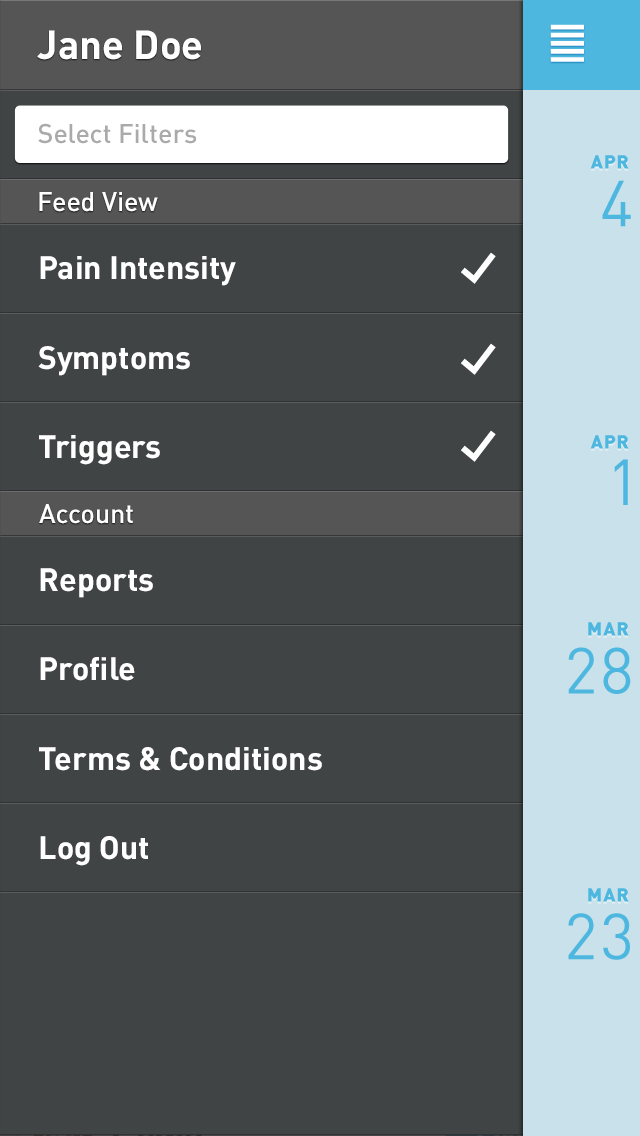 Jane Doe
Select Filters
Feed View
Pain Intensity
Symptoms
Triggers
Account
Reports
Profile
Terms & Conditions
Log Out
APR
4
APR
1
MAR
28
MAR
23